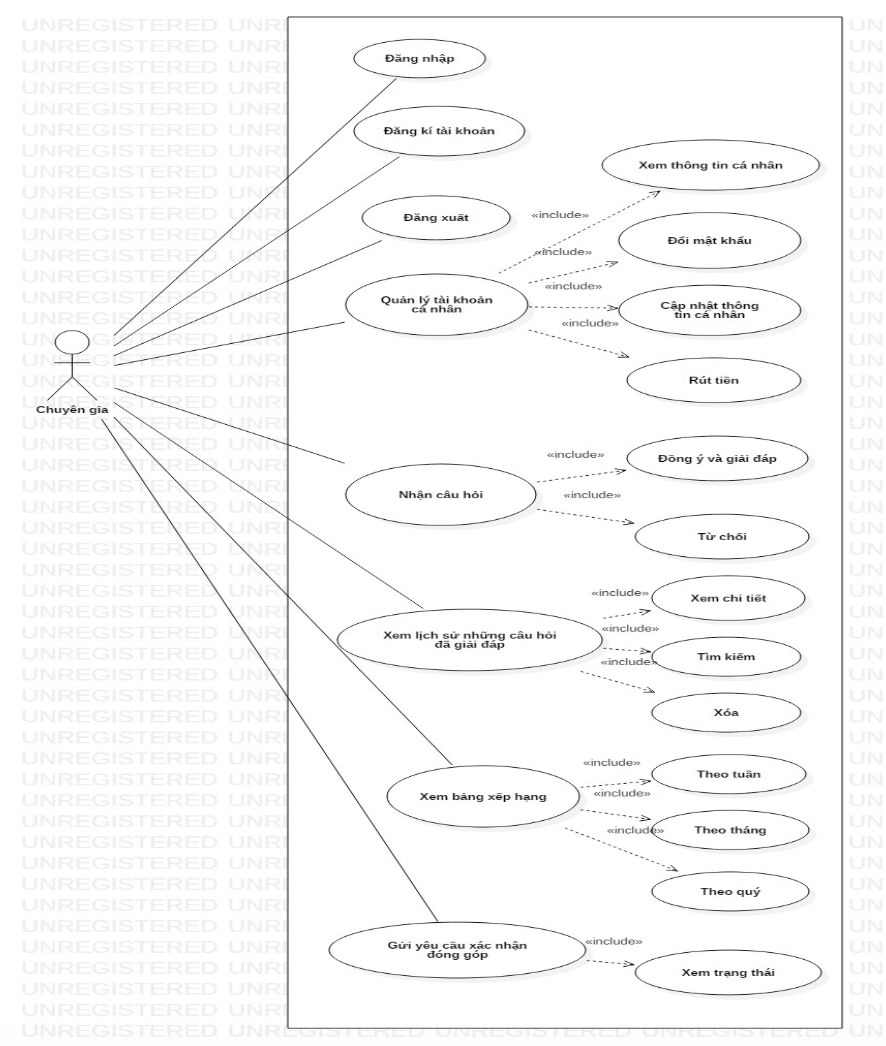 UNREGISTERED UNREGISTERED UNREGISTERED UNREGISTERED UN
Đăng nhập
Đăng kí tài khoản
Xem thông tin cá nhân
Đăng xuất
«include»
Đổi mật khẩu
«include»
«include»
Quản lý tài khoản
cá nhân
Cập nhật thông
tin cá nhân
«include»
Rút tiền
Chuyên gia
«include»
Đồng ý và giải đáp
Nhận câu hỏi
«include»
Từ chối
«include»
Xem chi tiết
Xem lịch sử những câu hỏi
đã giải đáp
«include»
Tìm kiếm
«include»
Xóa
«include»
Theo tuần
Xem bảng xếp hạng
«include»
Theo tháng
«include»
Theo quý
Gửi yêu cầu xác nhận
đóng góp
«include»
Xem trạng thái